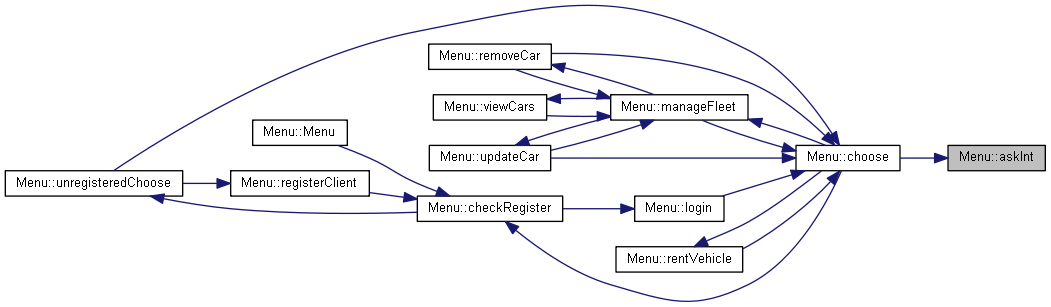 Menu::removeCar
Menu::viewCars
Menu::manageFleet
Menu::Menu
Menu::updateCar
Menu::choose
Menu::askInt
Menu::unregisteredChoose
Menu::registerClient
Menu::checkRegister
Menu::login
Menu::rentVehicle